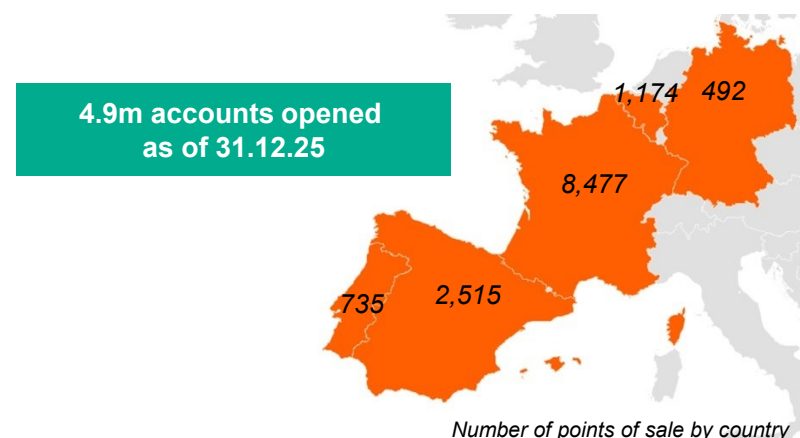 4.9m accounts opened
as of 31.12.25
1,174
492
8,477
735
2,515
Number of points of sale by country